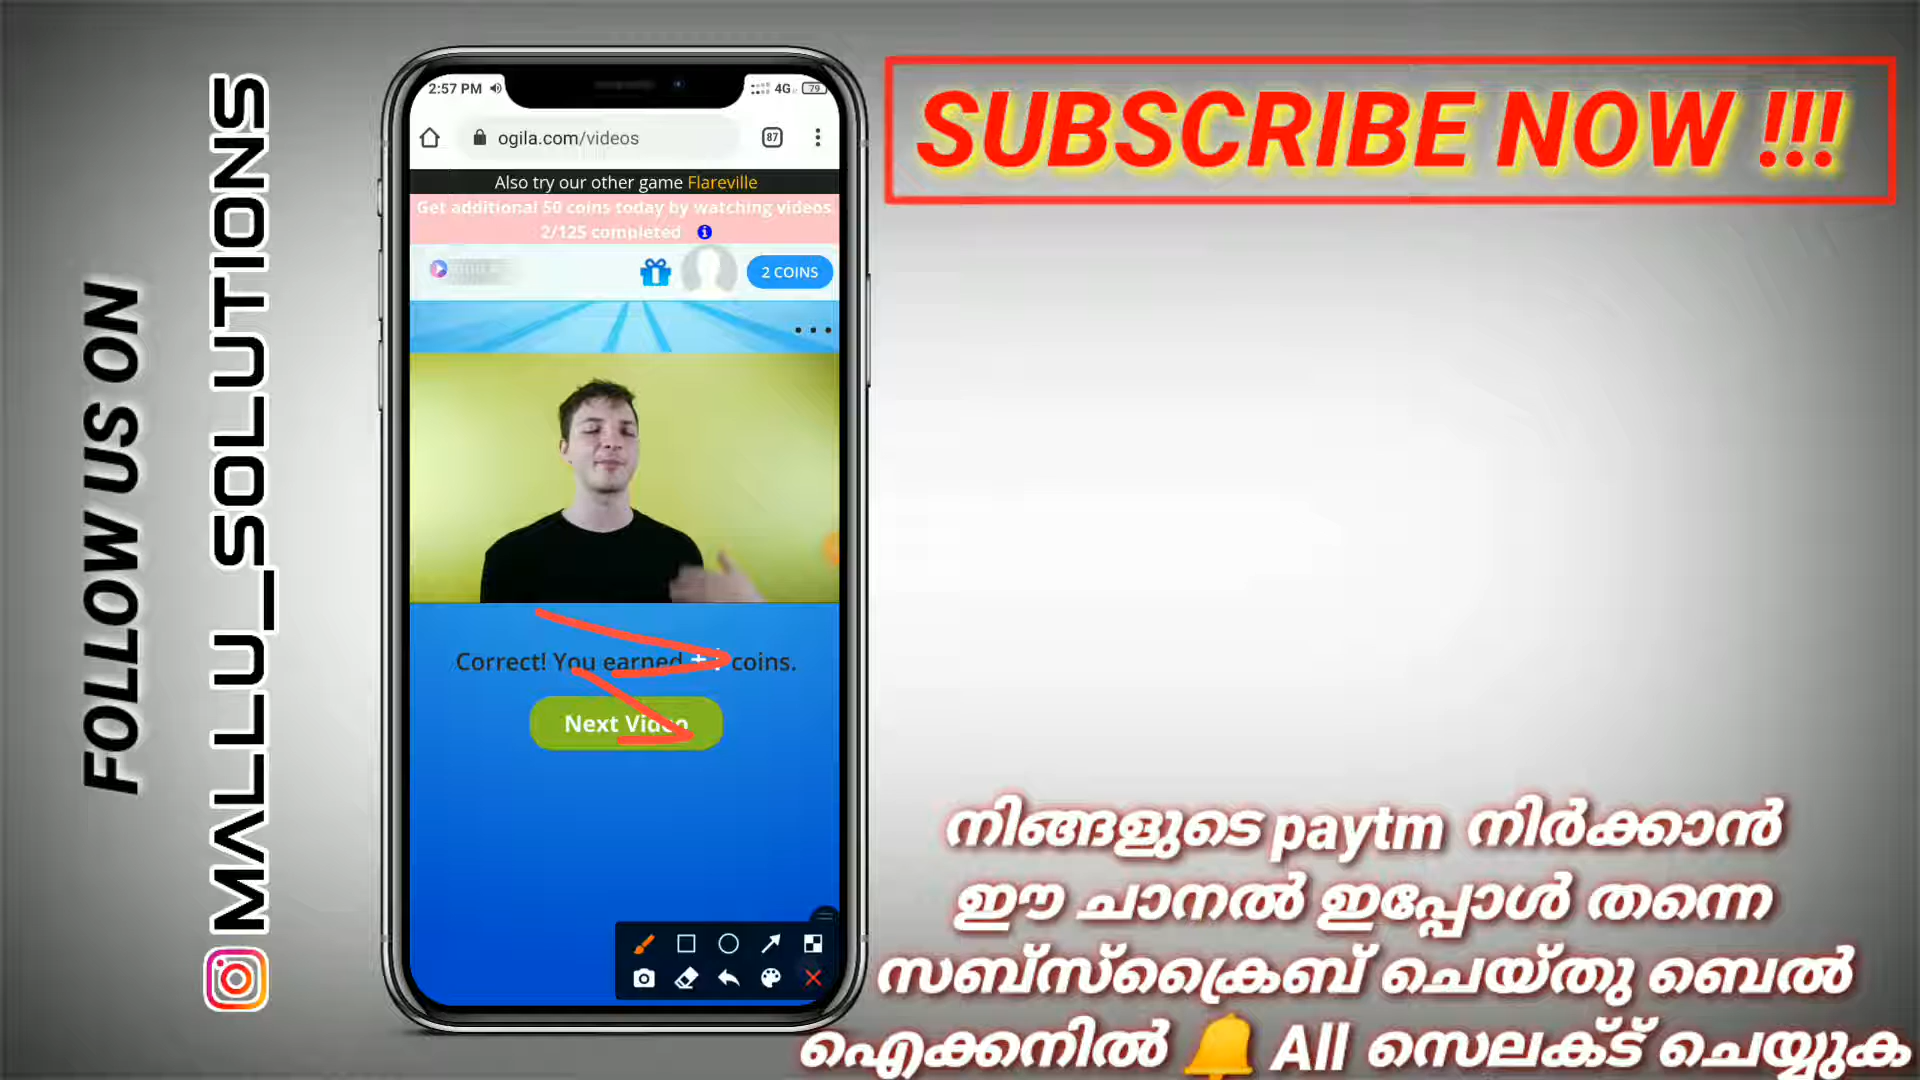 FOLLOW US ON
MALLU_SOLUTIONS
2:57 PM
4G
79
ogila.com/videos
87
Also try our other game Flareville
Get additional 50 coins today by watching videos
2/125 completed
2 COINS
Correct! You earned coins.
Next Video
SUBSCRIBE NOW !!!
നിങ്ങളുടെ paytm നിർക്കാൻ
ഈ ചാനൽ ഇപ്പോൾ തന്നെ
സബ്സ്ക്രൈബ് ചെയ്തു ബെൽ
ഐക്കനിൽ 🔔 All സെലക്ട് ചെയ്യുക